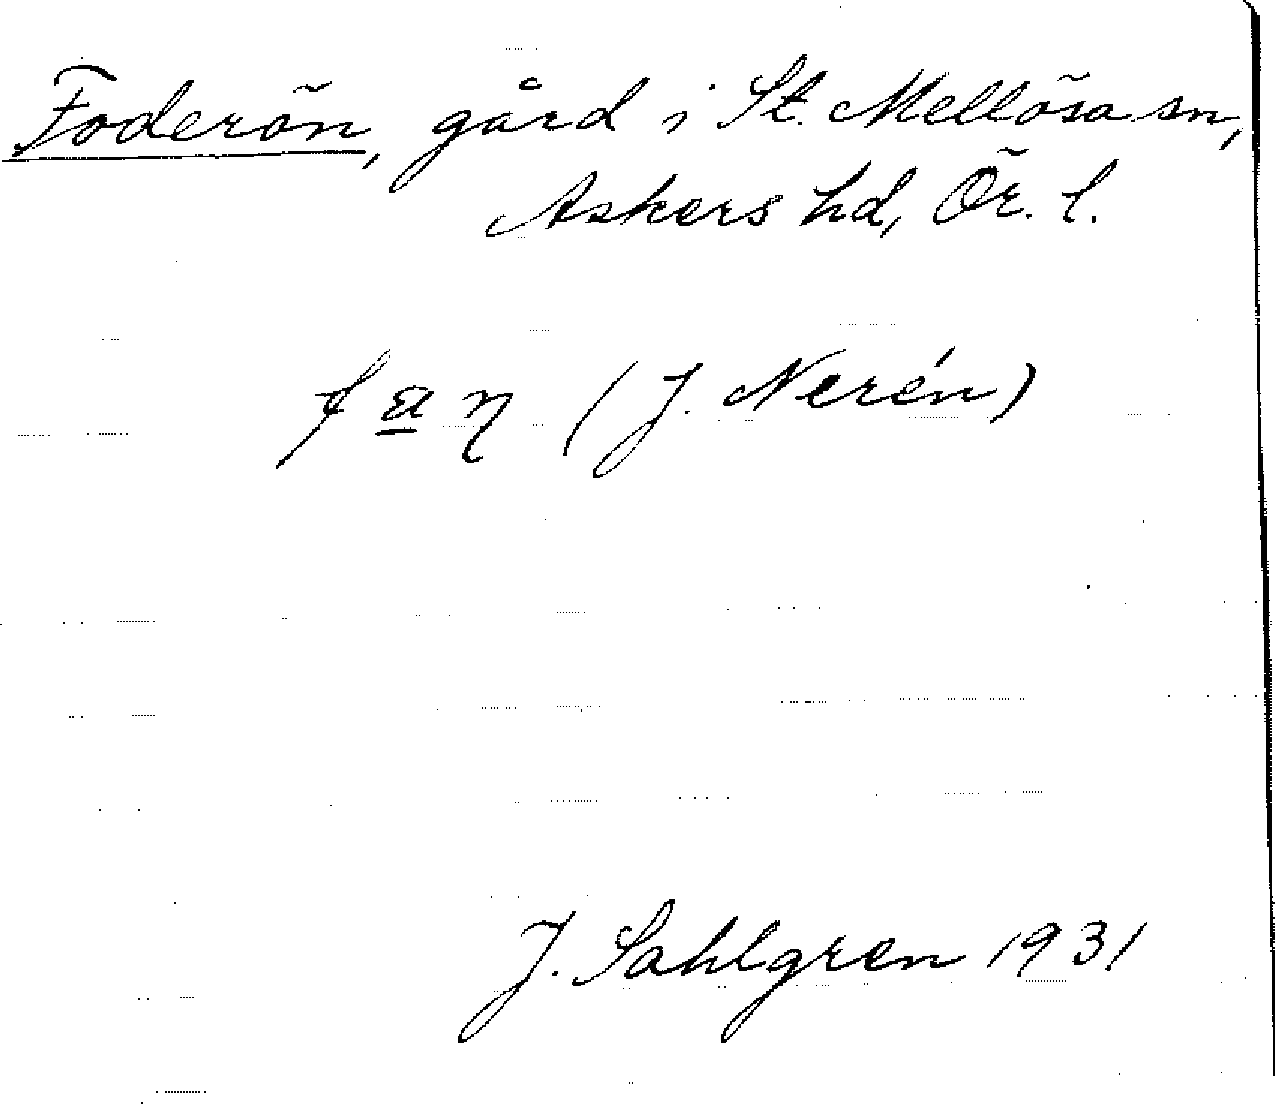 Foderön, gård i St. Mellösa sn,
Askers hd, Ör. l.
f a̲ η (J. Nerén)
J. Sahlgren 1931